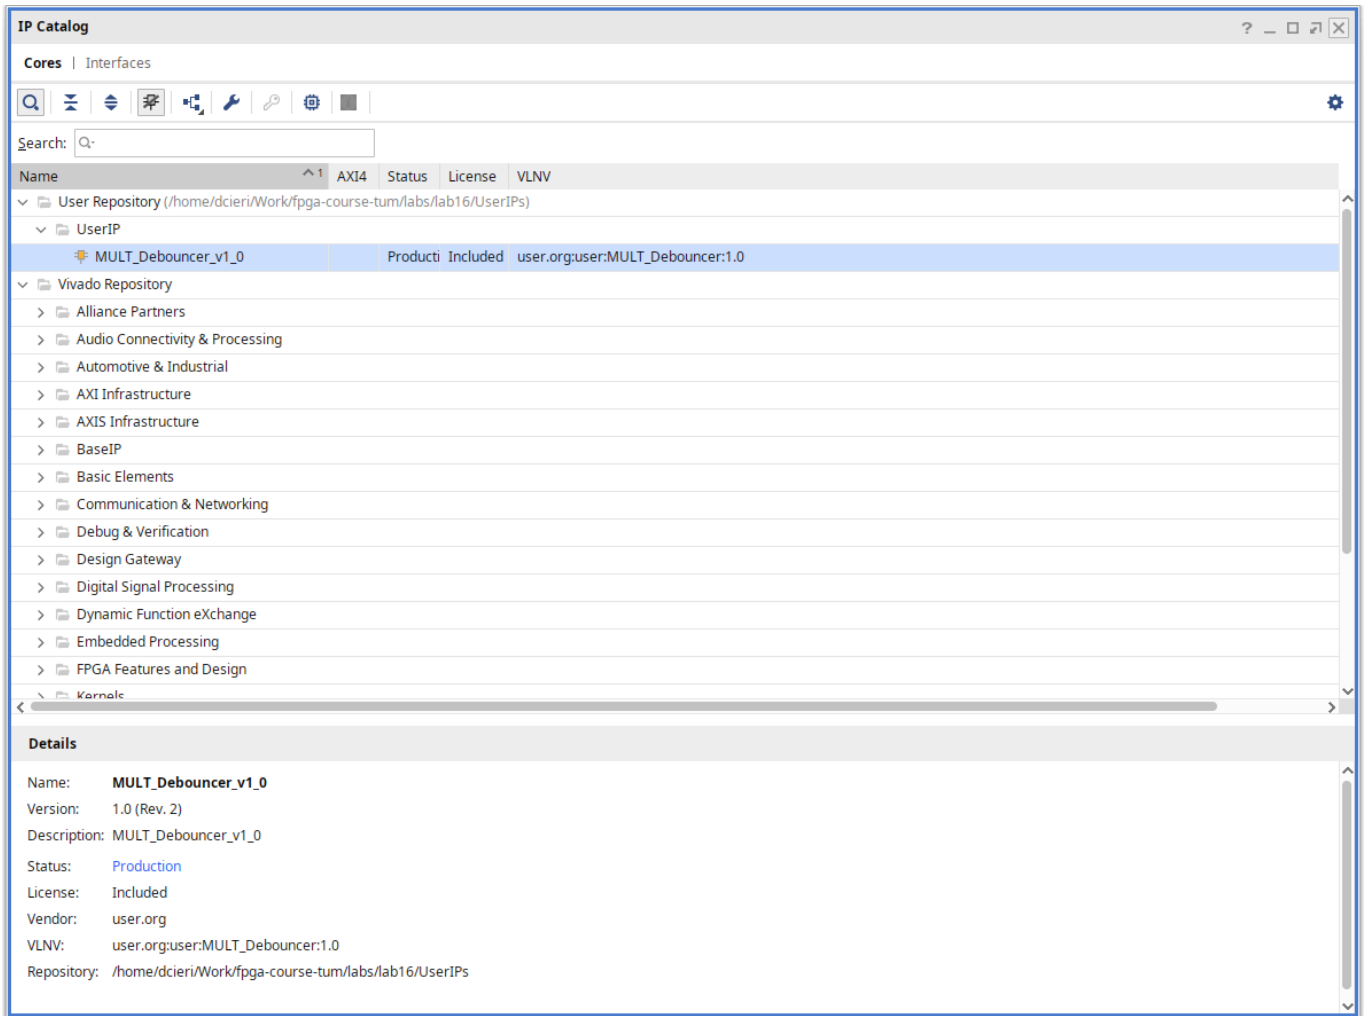 IP Catalog
Cores | Interfaces
Search:
Name 1 AXI4 Status License VLNV
User Repository (/home/dcieri/Work/fpga-course-tum/labs/lab16/UserIPs)
UserIP
MULT_Debouncer_v1_0 Producti Included user.org:user:MULT_Debouncer:1.0
Vivado Repository
Alliance Partners
Audio Connectivity & Processing
Automotive & Industrial
AXI Infrastructure
AXIS Infrastructure
BaseIP
Basic Elements
Communication & Networking
Debug & Verification
Design Gateway
Digital Signal Processing
Dynamic Function eXchange
Embedded Processing
FPGA Features and Design
Kernels
Details
Name: MULT_Debouncer_v1_0
Version: 1.0 (Rev. 2)
Description: MULT_Debouncer_v1_0
Status: Production
License: Included
Vendor: user.org
VLNV: user.org:user:MULT_Debouncer:1.0
Repository: /home/dcieri/Work/fpga-course-tum/labs/lab16/UserIPs